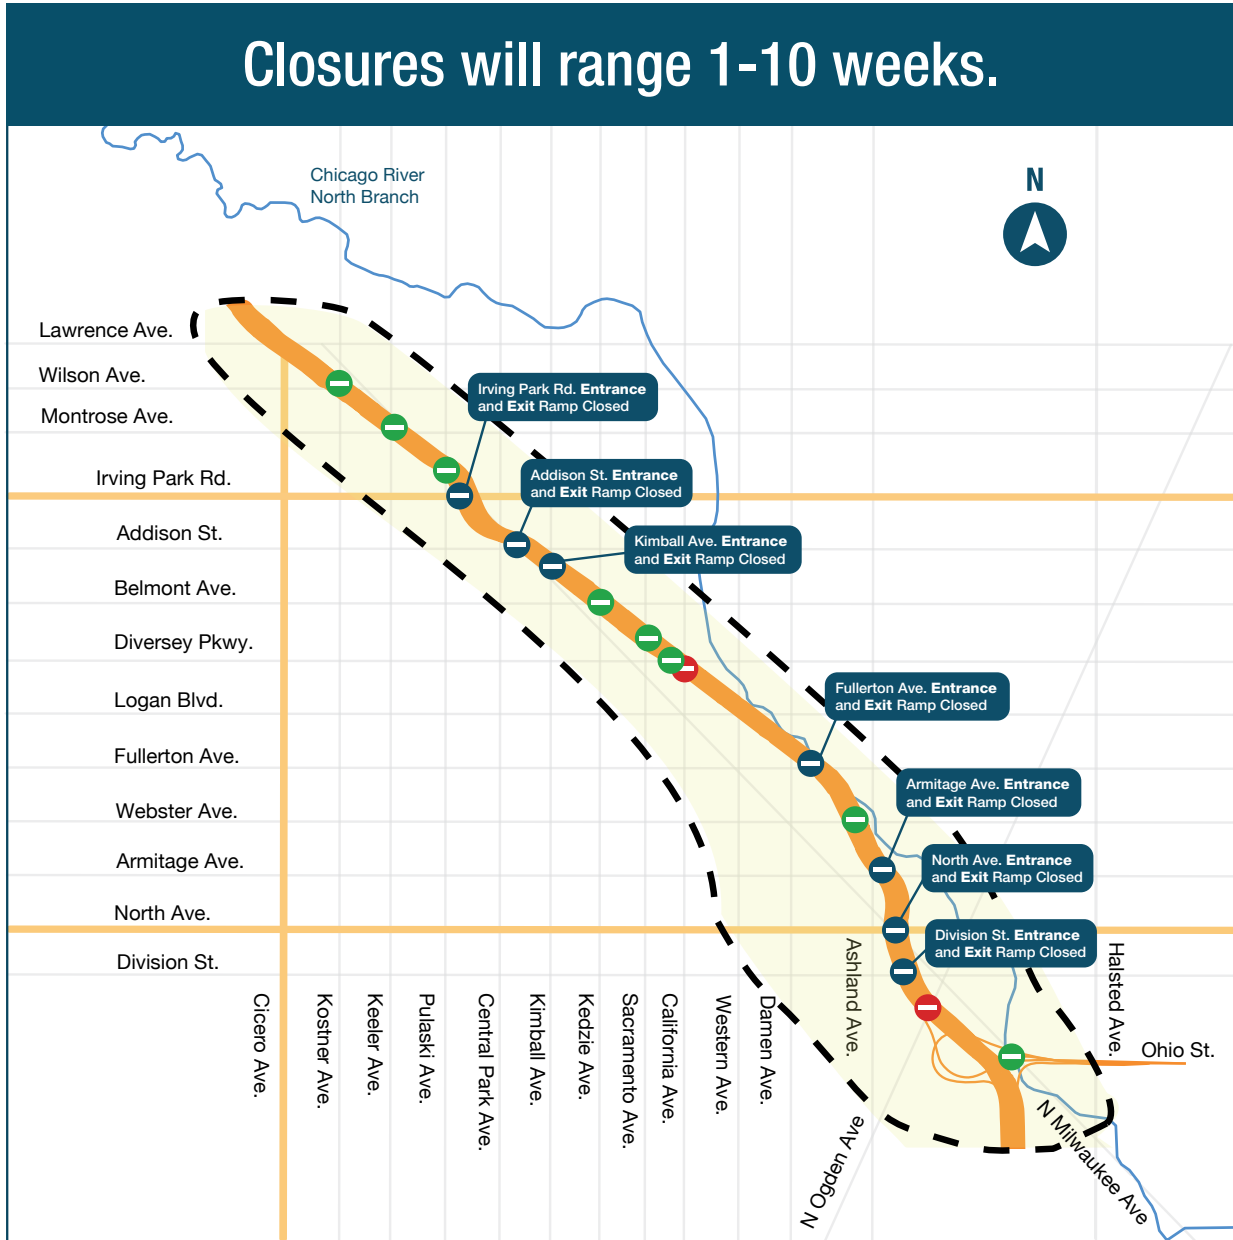 Closures will range 1-10 weeks.
Chicago River
North Branch
N
Lawrence Ave.
Wilson Ave.
Montrose Ave.
Irving Park Rd.
Addison St.
Belmont Ave.
Diversey Pkwy.
Logan Blvd.
Fullerton Ave.
Webster Ave.
Armitage Ave.
North Ave.
Division St.
Irving Park Rd. Entrance
and Exit Ramp Closed
Addison St. Entrance
and Exit Ramp Closed
Kimball Ave. Entrance
and Exit Ramp Closed
Fullerton Ave. Entrance
and Exit Ramp Closed
Armitage Ave. Entrance
and Exit Ramp Closed
North Ave. Entrance
and Exit Ramp Closed
Division St. Entrance
and Exit Ramp Closed
Cicero Ave.
Kostner Ave.
Keeler Ave.
Pulaski Ave.
Central Park Ave.
Kimball Ave.
Kedzie Ave.
Sacramento Ave.
California Ave.
Western Ave.
Damen Ave.
Ashland Ave.
Halsted Ave.
Ohio St.
N Ogden Ave
N Milwaukee Ave